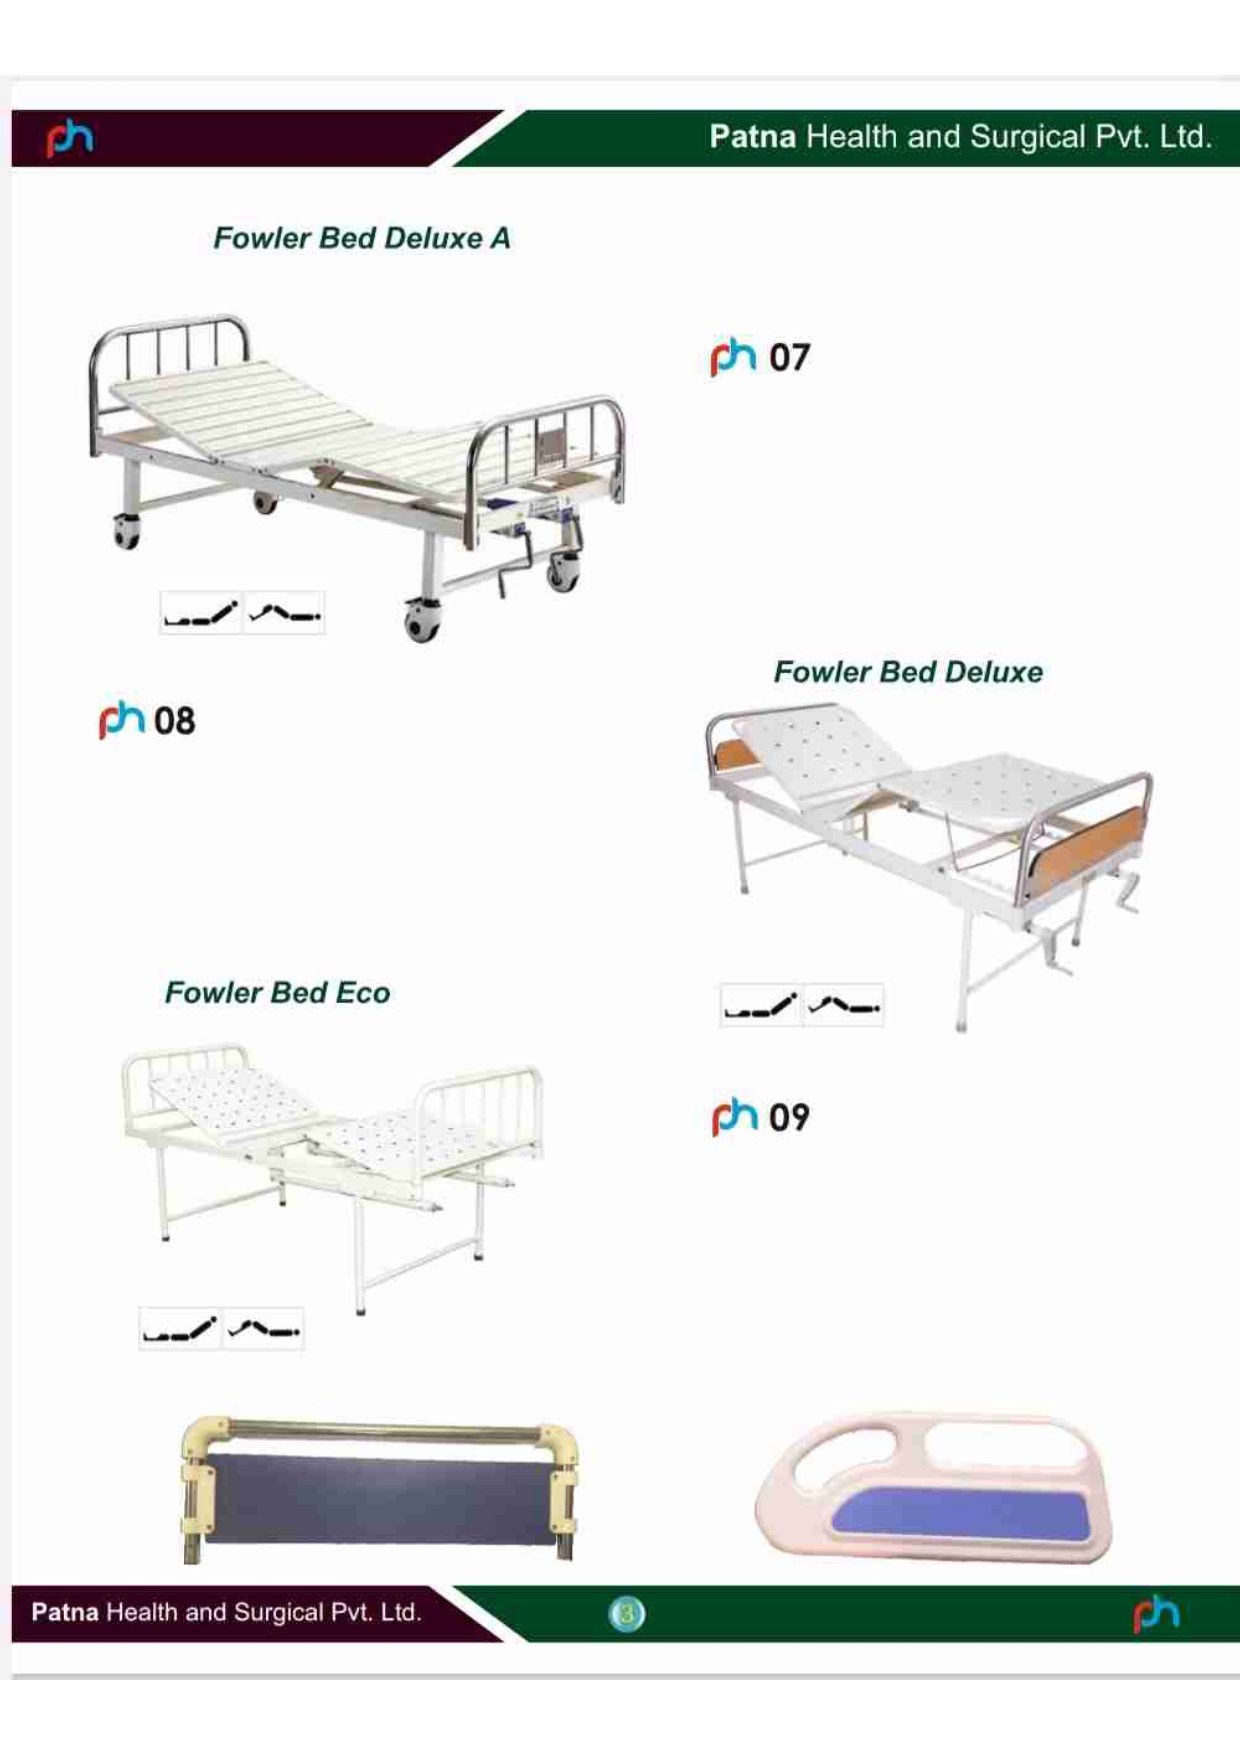 ph
Patna Health and Surgical Pvt. Ltd.
Fowler Bed Deluxe A
ph 07
Fowler Bed Deluxe
ph 08
Fowler Bed Eco
ph 09
Patna Health and Surgical Pvt. Ltd.
3
ph